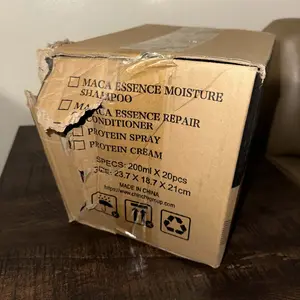 MACA ESSENCE MOISTURE
SHAMPOO
MACA ESSENCE REPAIR
CONDITIONER
PROTEIN SPRAY
PROTEIN CREAM
SPECS: 200ml X 20pcs
SIZE: 23.7 X 18.7 X 21cm
MADE IN CHINA